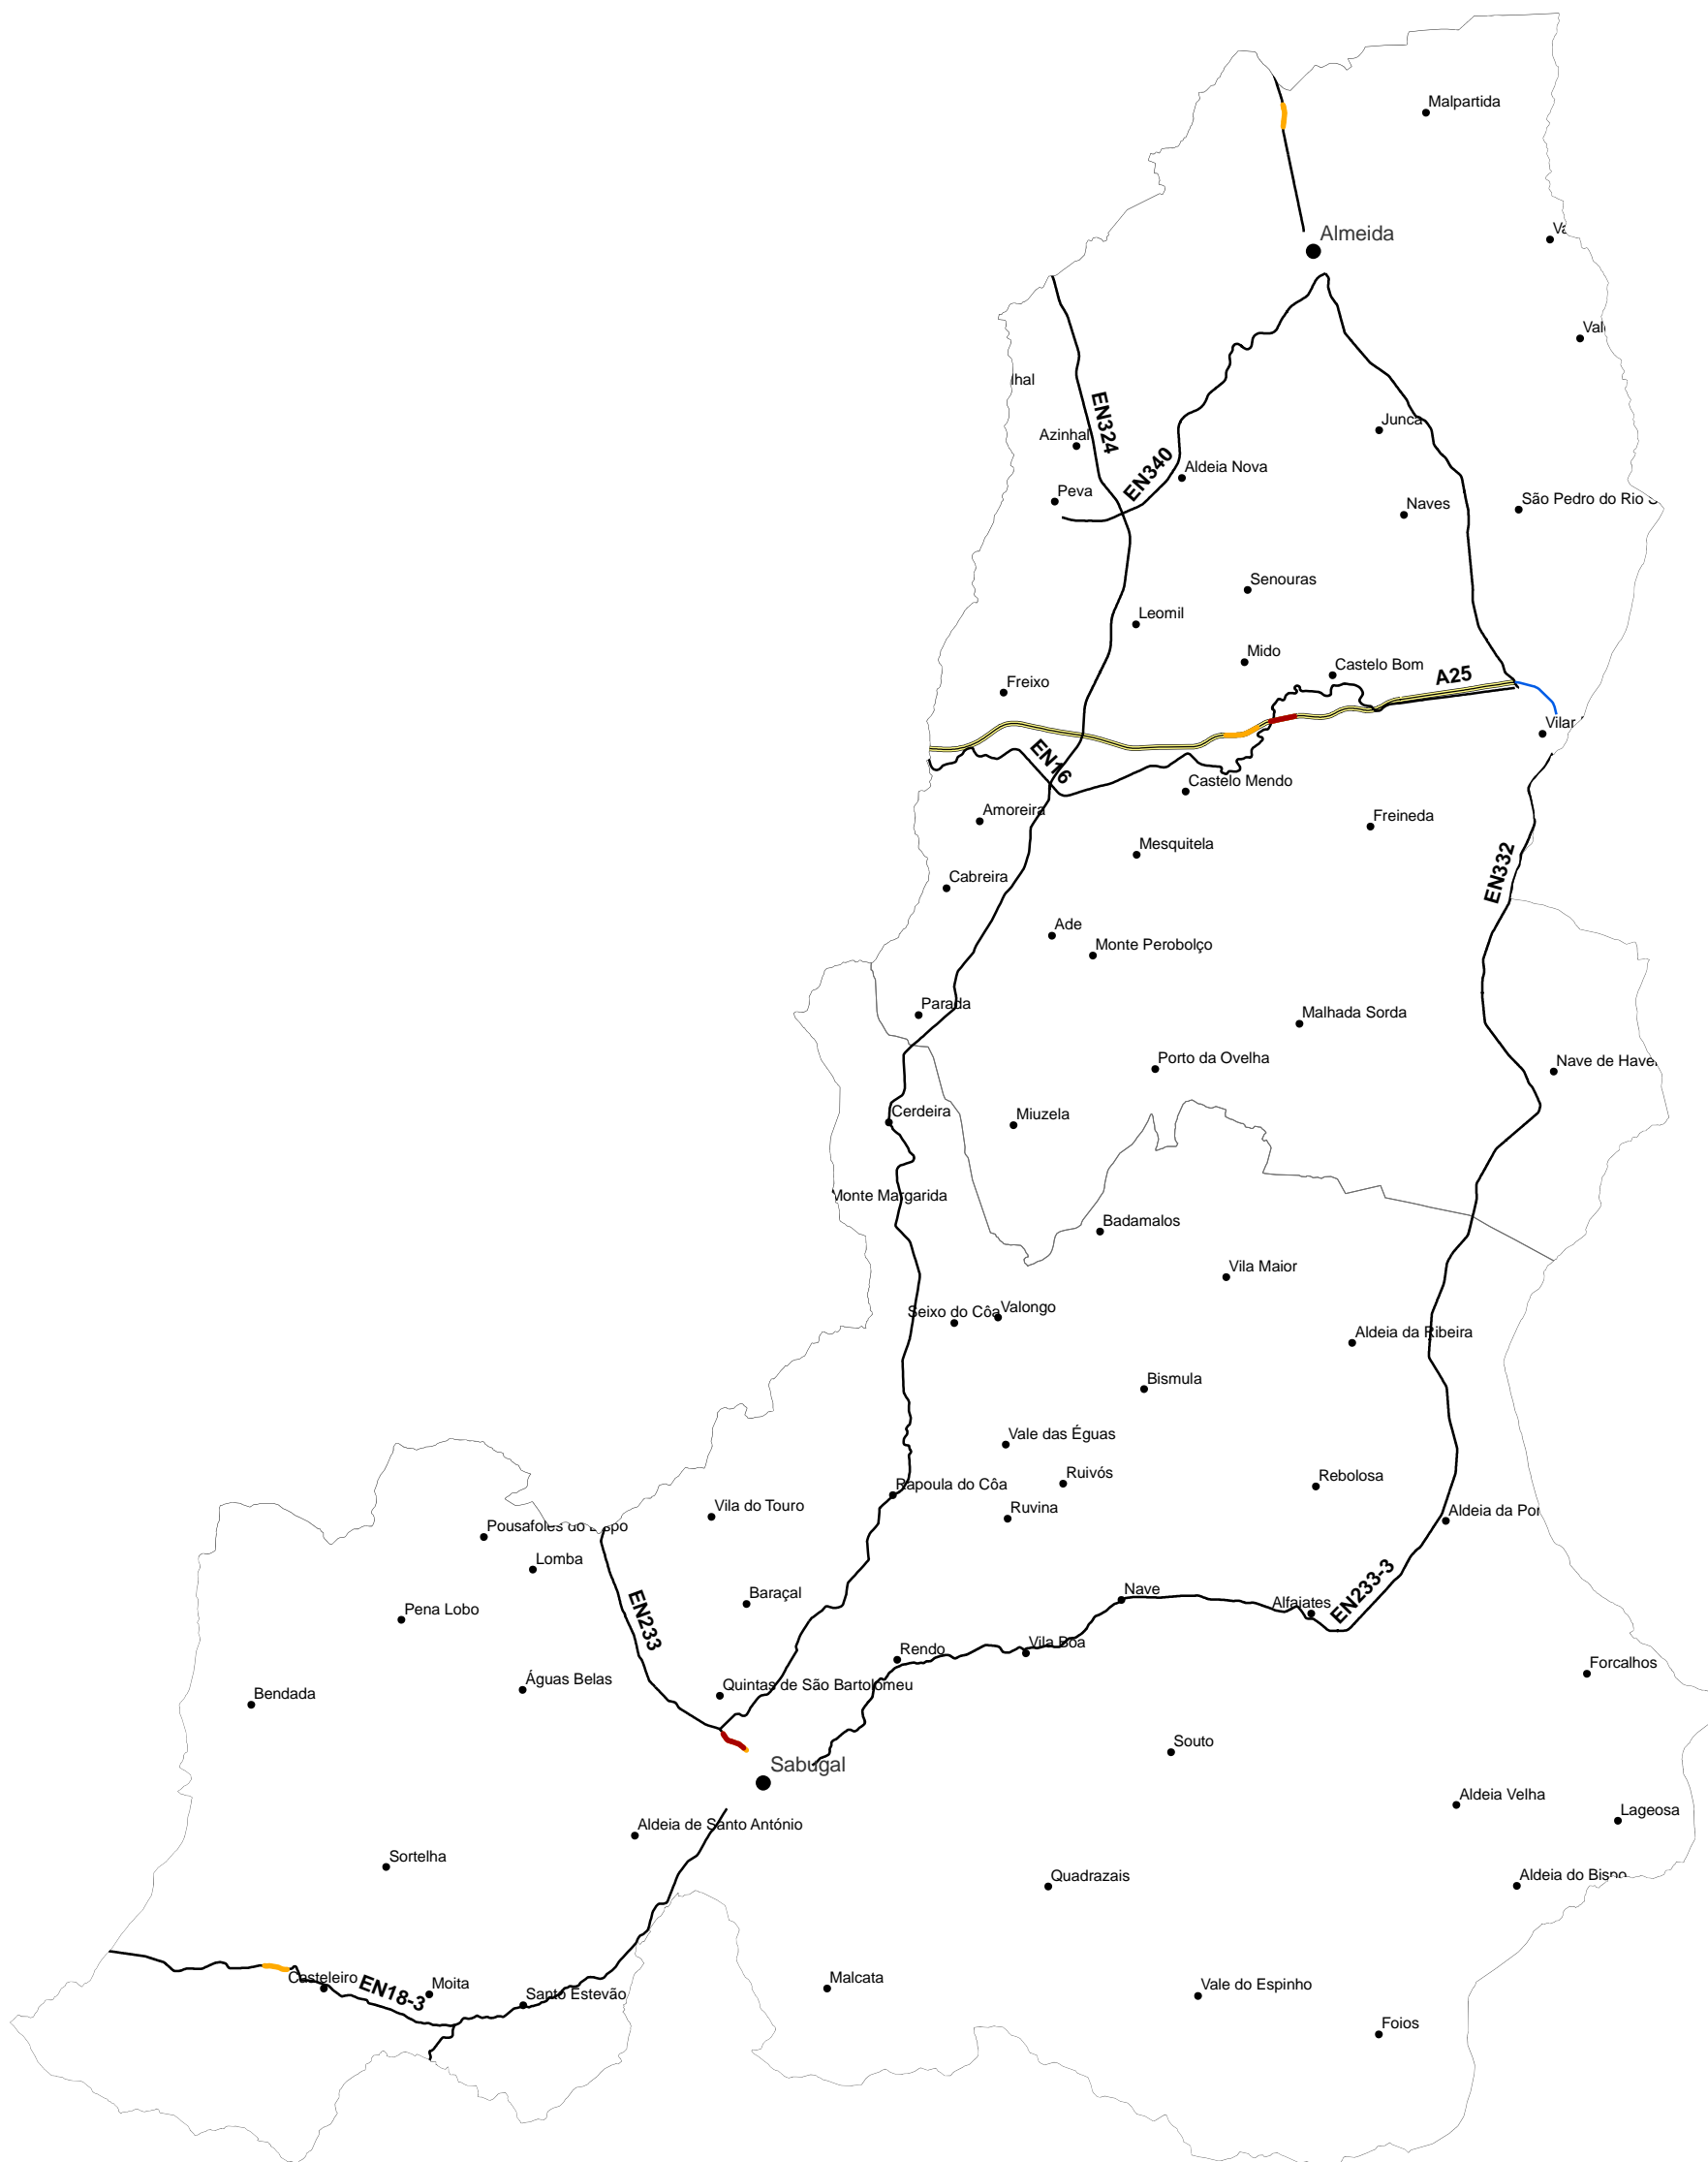 Malpartida
Almeida
lhal
EN324
Junca
Azinhal
EN340
Aldeia Nova
Peva
Naves
São Pedro do Rio
Senouras
Leomil
Mido
Castelo Bom
A25
Freixo
Vilar
EN16
Castelo Mendo
Amoreira
Freineda
Mesquitela
EN332
Cabreira
Ade
Monte Perobolço
Parada
Malhada Sorda
Porto da Ovelha
Nave de Haver
Cerdeira
Miuzela
Monte Margarida
Badamalos
Vila Maior
Seixo do Côa
Valongo
Aldeia da Ribeira
Bismula
Vale das Éguas
Ruivós
Rebolosa
Rapoula do Côa
Vila do Touro
Ruvina
Aldeia da Pon
Pousafoles do Bispo
Lomba
Baraçal
Nave
EN233-3
Pena Lobo
EN233
Alfaiates
Vila Boa
Rendo
Forcalhos
Águas Belas
Quintas de São Bartolomeu
Bendada
Souto
Sabugal
Aldeia Velha
Lageosa
Aldeia de Santo António
Sortelha
Quadrazais
Aldeia do Bispo
Casteleiro
EN18-3
Moita
Santo Estevão
Malcata
Vale do Espinho
Foios